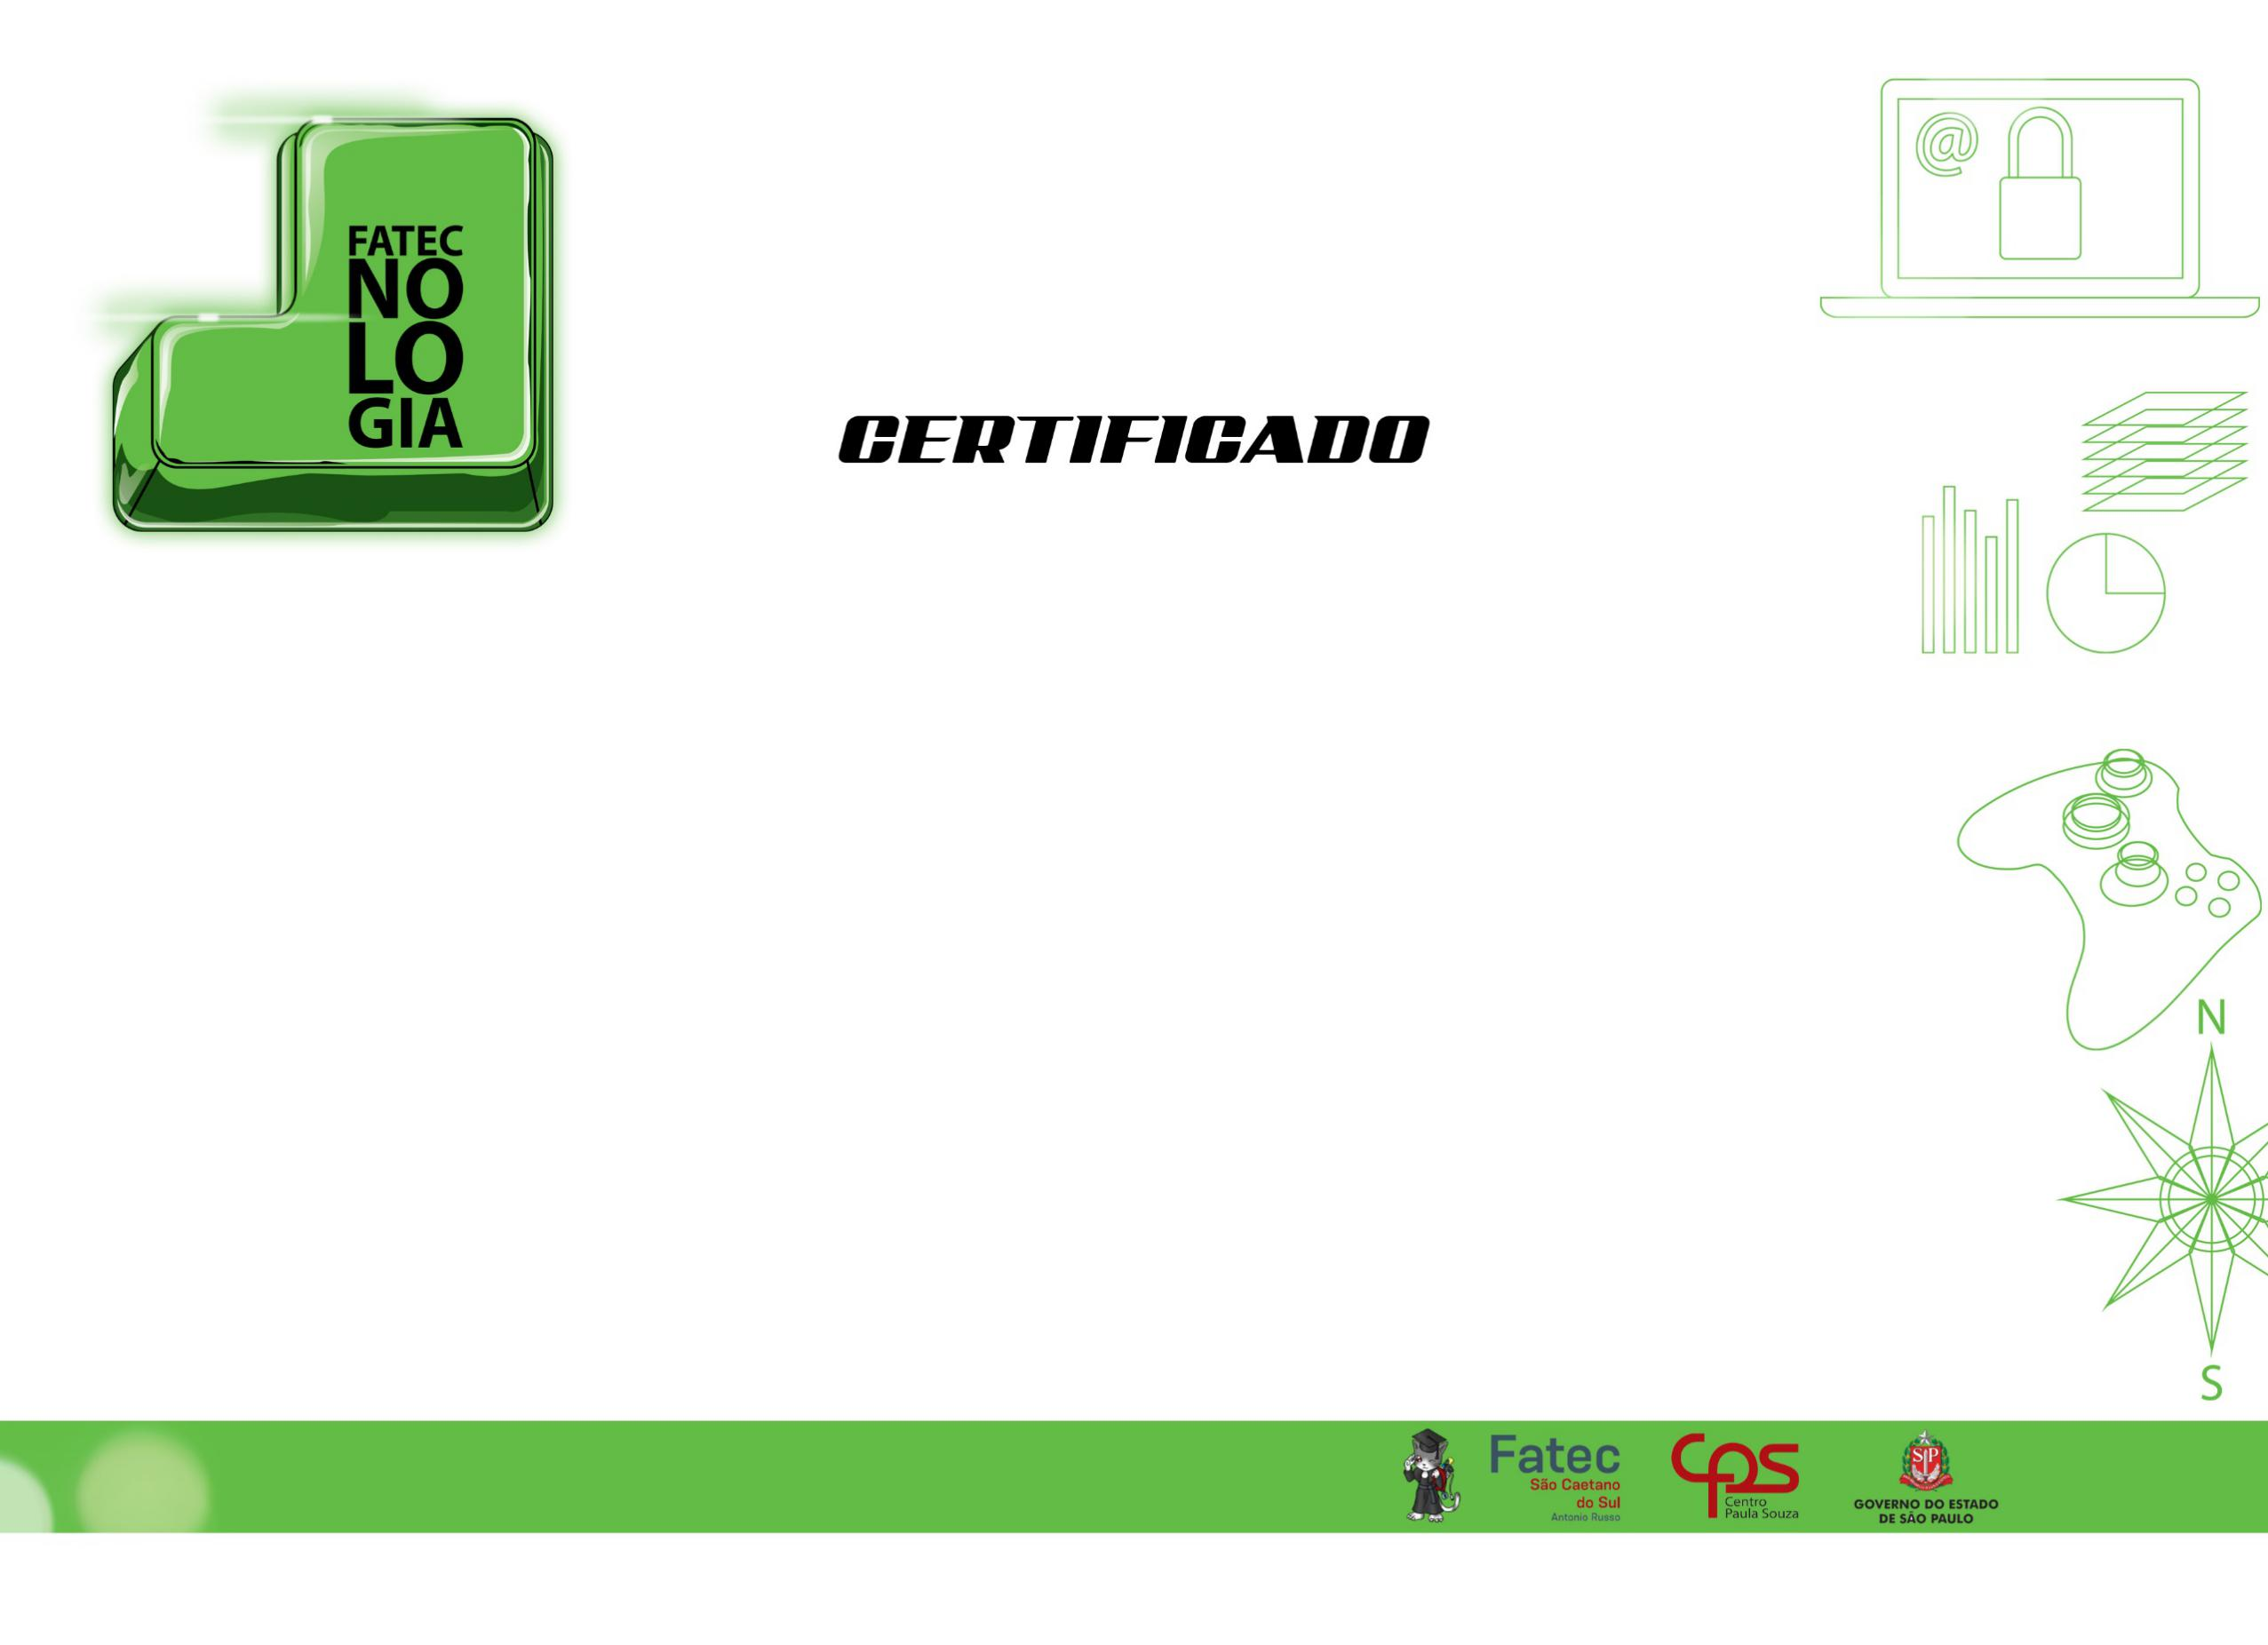 FATEC
NO
LO
GIA
@
CERTIFICADO
N
S
Fatec
São Caetano
do Sul
Antonio Russo
cps
Centro
Paula Souza
SP
GOVERNO DO ESTADO
DE SÃO PAULO